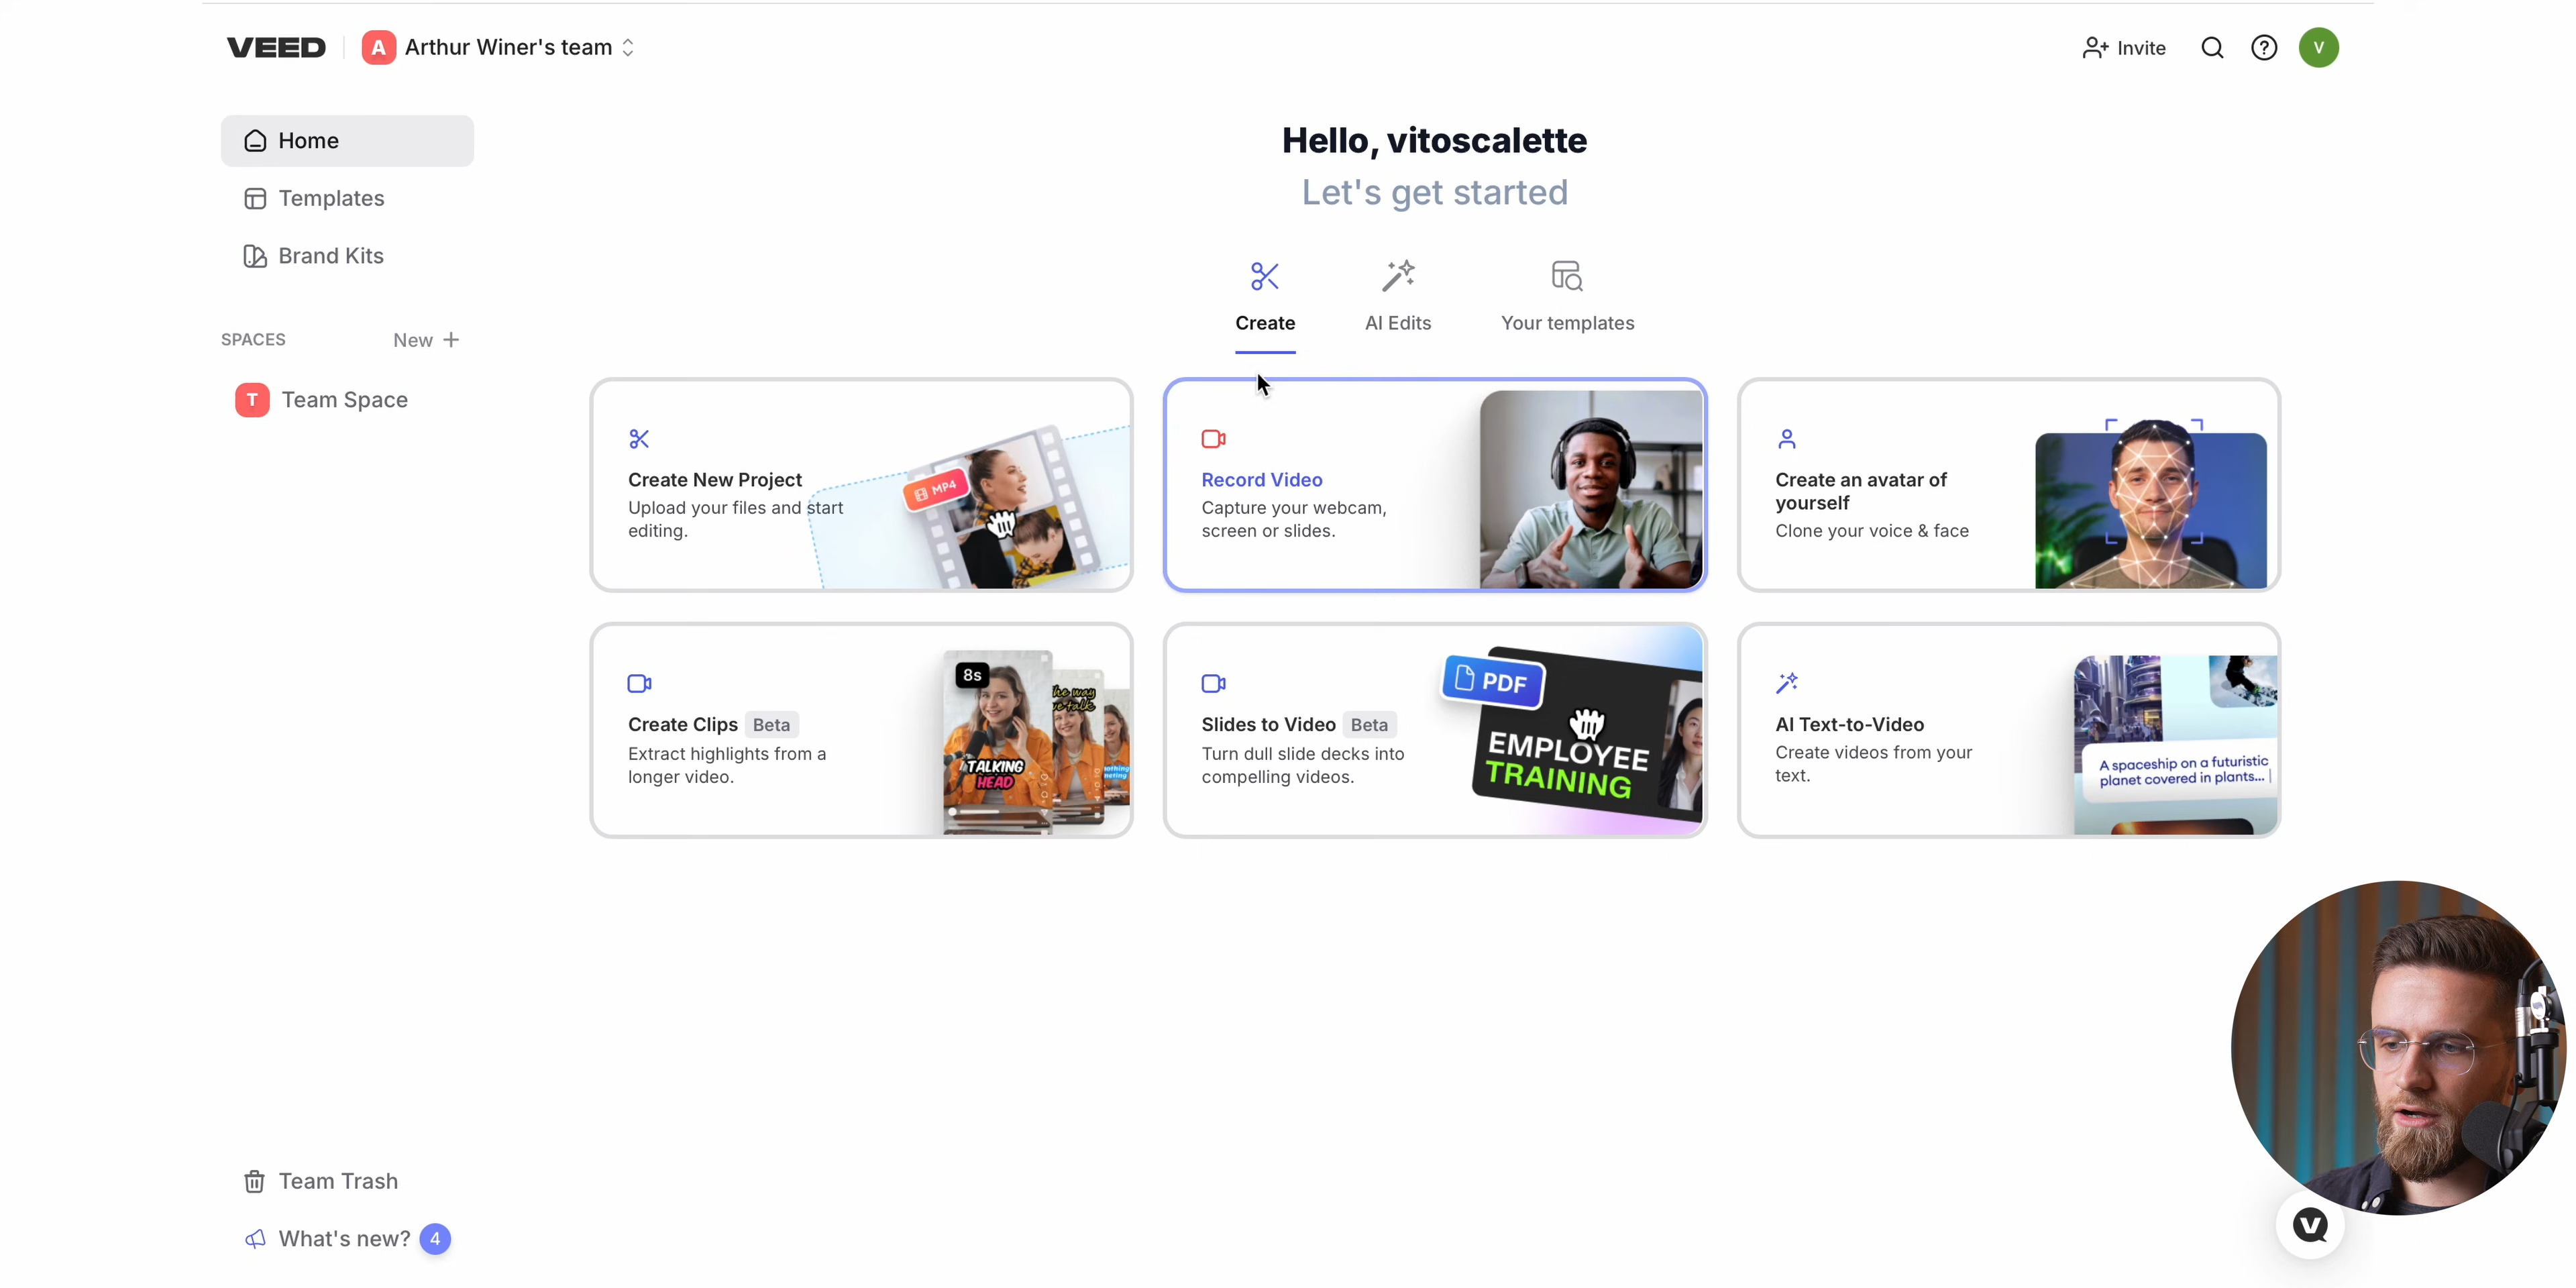 VEED
A Arthur Winer's team
Invite
V
Home
Templates
Brand Kits
SPACES
New +
T Team Space
Team Trash
What's new? 4
Hello, vitoscalette
Let's get started
Create
AI Edits
Your templates
Create New Project
Upload your files and start
editing.
MP4
Record Video
Capture your webcam,
screen or slides.
Create an avatar of
yourself
Clone your voice & face
Create Clips Beta
Extract highlights from a
longer video.
8s
TALKING
HEAD
Slides to Video Beta
Turn dull slide decks into
compelling videos.
PDF
EMPLOYEE
TRAINING
AI Text-to-Video
Create videos from your
text.
A spaceship on a futuristic
planet covered in plants...